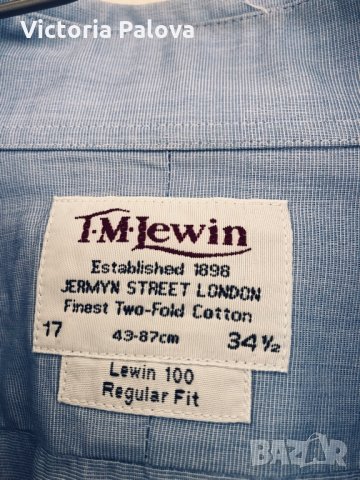 Victoria Palova
T·M·Lewin
Established 1898
JERMYN STREET LONDON
Finest Two-Fold Cotton
17 43-87cm 34½
Lewin 100
Regular Fit
BAZAR